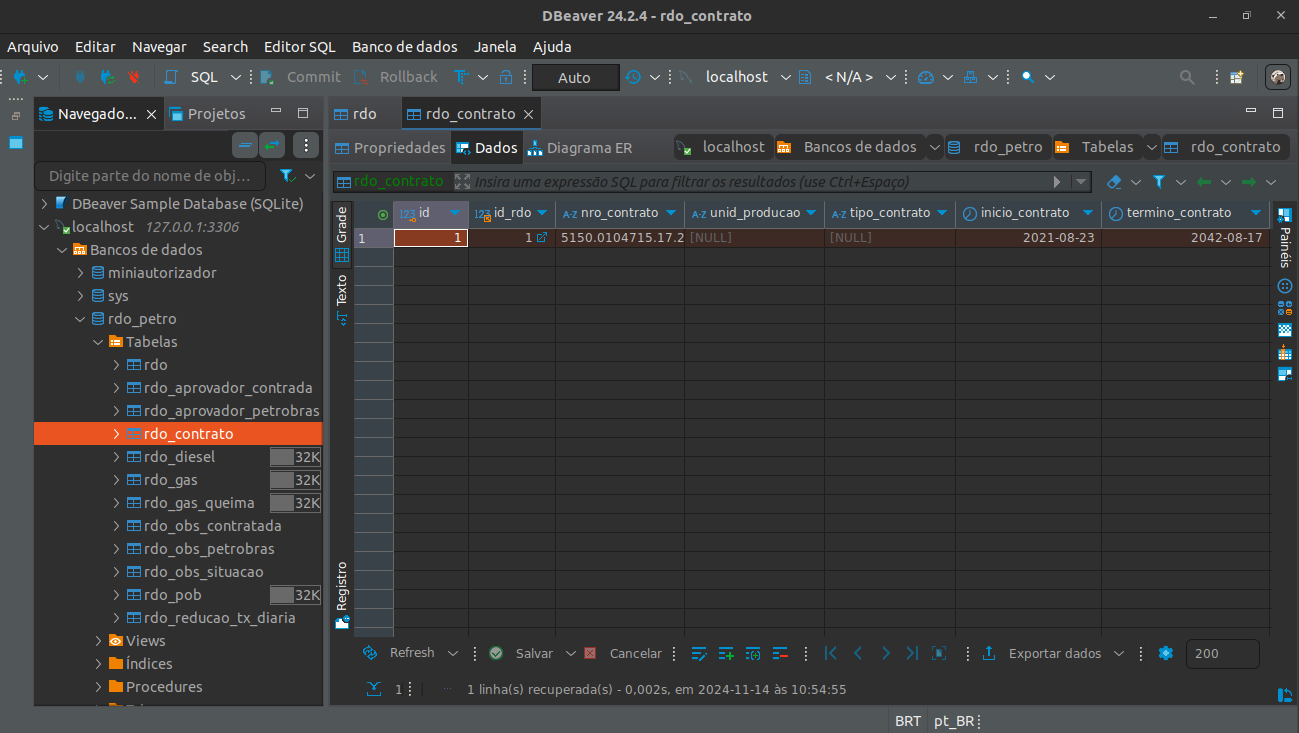 DBeaver 24.2.4 - rdo_contrato
Arquivo Editar Navegar Search Editor SQL Banco de dados Janela Ajuda
SQL Commit Rollback Auto localhost < N/A >
Navegado... Projetos
rdo rdo_contrato
Propriedades Dados Diagrama ER localhost Bancos de dados rdo_petro Tabelas rdo_contrato
Digite parte do nome de obj...
rdo_contrato Insira uma expressão SQL para filtrar os resultados (use Ctrl+Espaço)
DBeaver Sample Database (SQLite)
localhost 127.0.0.1:3306
Bancos de dados
miniautorizador
sys
rdo_petro
Tabelas
rdo
rdo_aprovador_contrada
rdo_aprovador_petrobras
rdo_contrato
rdo_diesel 32K
rdo_gas 32K
rdo_gas_queima 32K
rdo_obs_contratada
rdo_obs_petrobras
rdo_obs_situacao
rdo_pob 32K
rdo_reducao_tx_diaria
Views
Índices
Procedures
Grade
Texto
Registro
123 id 123 id_rdo A-Z nro_contrato A-Z unid_producao A-Z tipo_contrato inicio_contrato termino_contrato
1 1 1 5150.0104715.17.2 [NULL] [NULL] 2021-08-23 2042-08-17
Painéis
Refresh Salvar Cancelar Exportar dados 200
1 1 linha(s) recuperada(s) - 0,002s, em 2024-11-14 às 10:54:55
BRT pt_BR